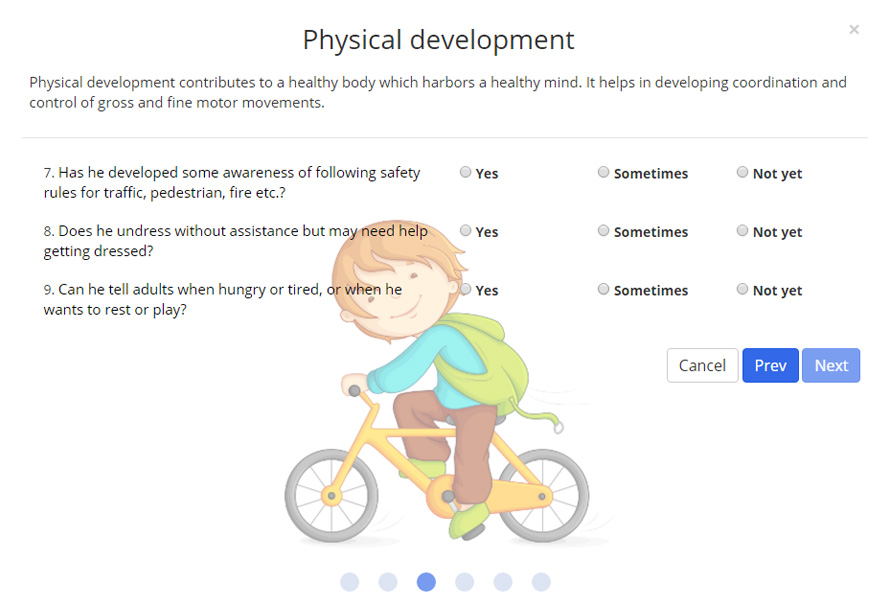 ×
Physical development
Physical development contributes to a healthy body which harbors a healthy mind. It helps in developing coordination and
control of gross and fine motor movements.
7. Has he developed some awareness of following safety
rules for traffic, pedestrian, fire etc.?
Yes Sometimes Not yet
8. Does he undress without assistance but may need help
getting dressed?
Yes Sometimes Not yet
9. Can he tell adults when hungry or tired, or when he
wants to rest or play?
Yes Sometimes Not yet
Cancel Prev Next